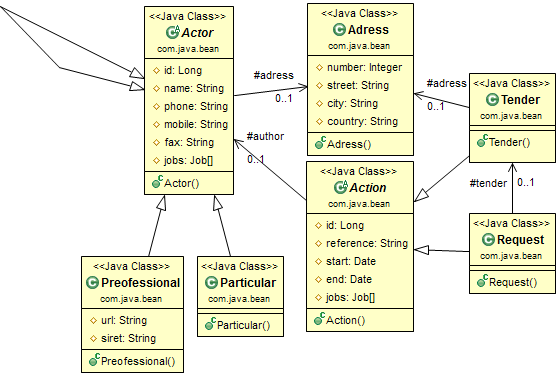 <<Java Class>>
Actor
com.java.bean
id: Long
name: String
phone: String
mobile: String
fax: String
jobs: Job[]
Actor()
#adress
0..1
<<Java Class>>
Adress
com.java.bean
number: Integer
street: String
city: String
country: String
Adress()
#adress
0..1
<<Java Class>>
Tender
com.java.bean
Tender()
#author
0..1
<<Java Class>>
Action
com.java.bean
id: Long
reference: String
start: Date
end: Date
jobs: Job[]
Action()
#tender
0..1
<<Java Class>>
Request
com.java.bean
Request()
<<Java Class>>
Preofessional
com.java.bean
url: String
siret: String
Preofessional()
<<Java Class>>
Particular
com.java.bean
Particular()